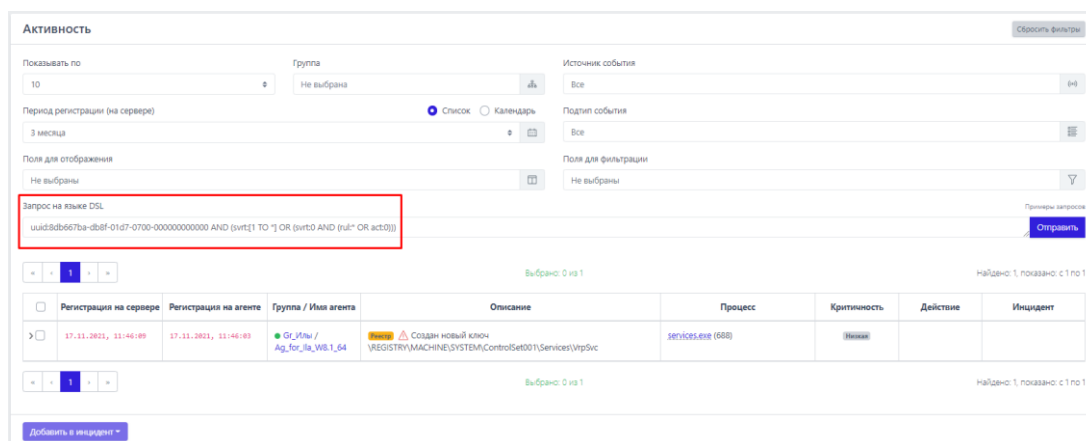 Активность
Сбросить фильтры
Показывать по
Группа
Источник события
10
Не выбрана
Все
Период регистрации (на сервере)
Список
Календарь
Подтип события
3 месяца
Все
Поля для отображения
Поля для фильтрации
Не выбраны
Не выбраны
Запрос на языке DSL
Примеры запросов
uuid:8db667ba-db8f-01d7-0700-000000000000 AND (svrt:[1 TO *] OR (svrt:0 AND (rul:* OR act:0)))
Отправить
« ‹ 1 › »
Выбрано: 0 из 1
Найдено: 1, показано: с 1 по 1
Регистрация на сервере
Регистрация на агенте
Группа / Имя агента
Описание
Процесс
Критичность
Действие
Инцидент
17.11.2021, 11:46:09
17.11.2021, 11:46:03
Gr_Илы /
Ag_for_ila_W8.1_64
Реестр Создан новый ключ
\REGISTRY\MACHINE\SYSTEM\ControlSet001\Services\VrpSvc
services.exe (688)
Низкая
« ‹ 1 › »
Выбрано: 0 из 1
Найдено: 1, показано: с 1 по 1
Добавить в инцидент